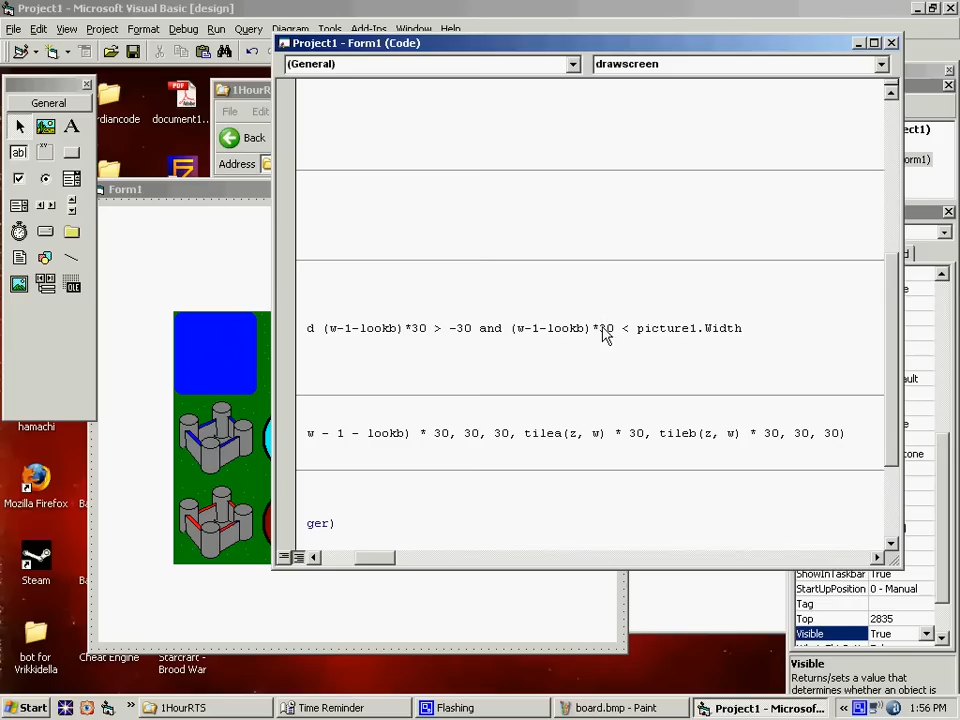 Project1 - Microsoft Visual Basic [design]
File Edit View Project Format Debug Run Query Diagram Tools Add-Ins Window Help
Project1 - Form1 (Code)
(General) drawscreen
General
rdiancode
document1...
1HourR
File Edit
Back
Address
ect1)
orm1)
Form1
d (w-1-lookb)*30 > -30 and (w-1-lookb)*30 < picture1.Width
w - 1 - lookb) * 30, 30, 30, tilea(z, w) * 30, tileb(z, w) * 30, 30, 30)
ger)
hamachi
Mozilla Firefox
Steam
bot for Vrikkidella
Cheat Engine
Starcraft - Brood War
ShowInTaskbar True
StartUpPosition 0 - Manual
Tag
Top 2835
Visible True
Visible
Returns/sets a value that
determines whether an object is
Start
1HourRTS
Time Reminder
Flashing
board.bmp - Paint
Project1 - Microsof...
1:56 PM